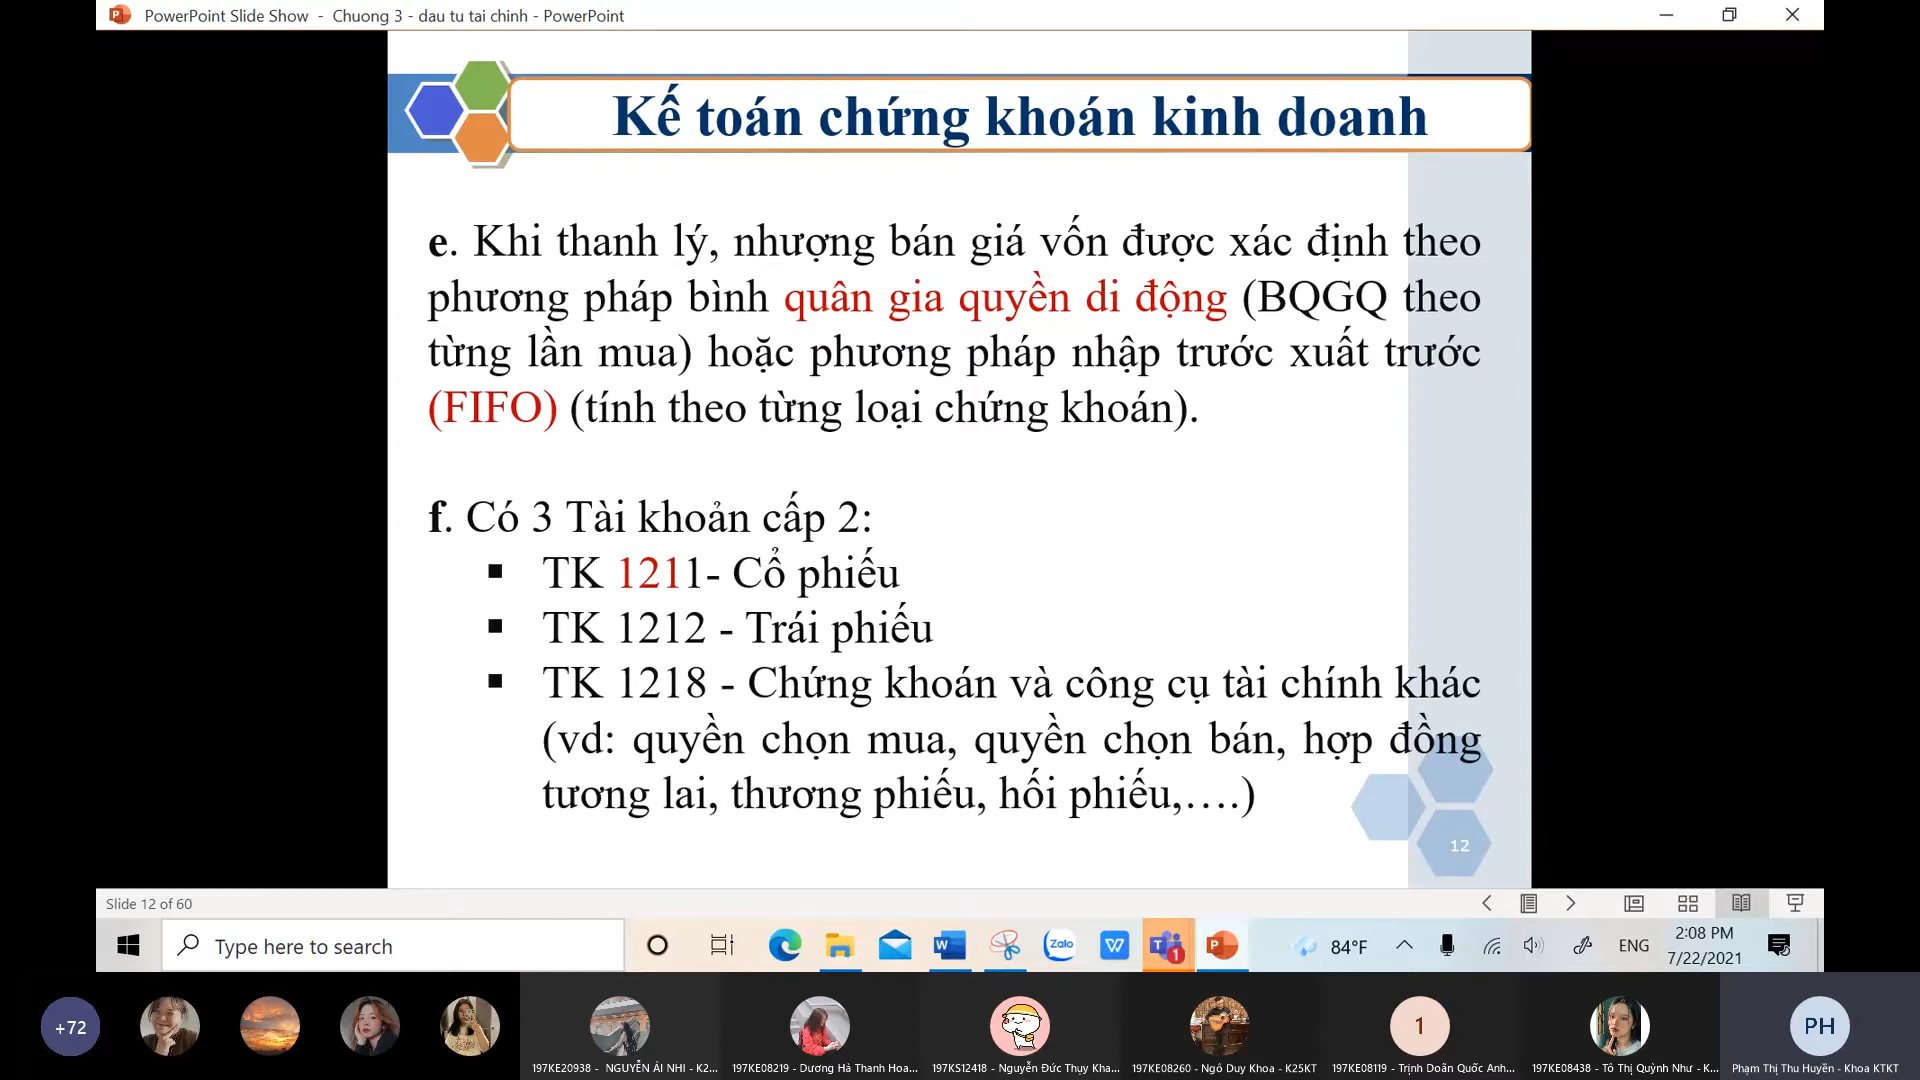 PowerPoint Slide Show - Chuong 3 - dau tu tai chinh - PowerPoint
Kế toán chứng khoán kinh doanh
e. Khi thanh lý, nhượng bán giá vốn được xác định theo
phương pháp bình quân gia quyền di động (BQGQ theo
từng lần mua) hoặc phương pháp nhập trước xuất trước
(FIFO) (tính theo từng loại chứng khoán).
f. Có 3 Tài khoản cấp 2:
▪ TK 1211- Cổ phiếu
▪ TK 1212 - Trái phiếu
▪ TK 1218 - Chứng khoán và công cụ tài chính khác
(vd: quyền chọn mua, quyền chọn bán, hợp đồng
tương lai, thương phiếu, hối phiếu,….)
12
Slide 12 of 60
Type here to search
Zalo
84°F
ENG
2:08 PM
7/22/2021
+72
1
PH
197KE20938 - NGUYỄN ÁI NHI - K2...
197KE08219 - Dương Hà Thanh Hoa...
197KS12418 - Nguyễn Đức Thụy Kha...
197KE08260 - Ngô Duy Khoa - K25KT
197KE08119 - Trịnh Doãn Quốc Anh...
197KE08438 - Tô Thị Quỳnh Như - K...
Phạm Thị Thu Huyền - Khoa KTKT